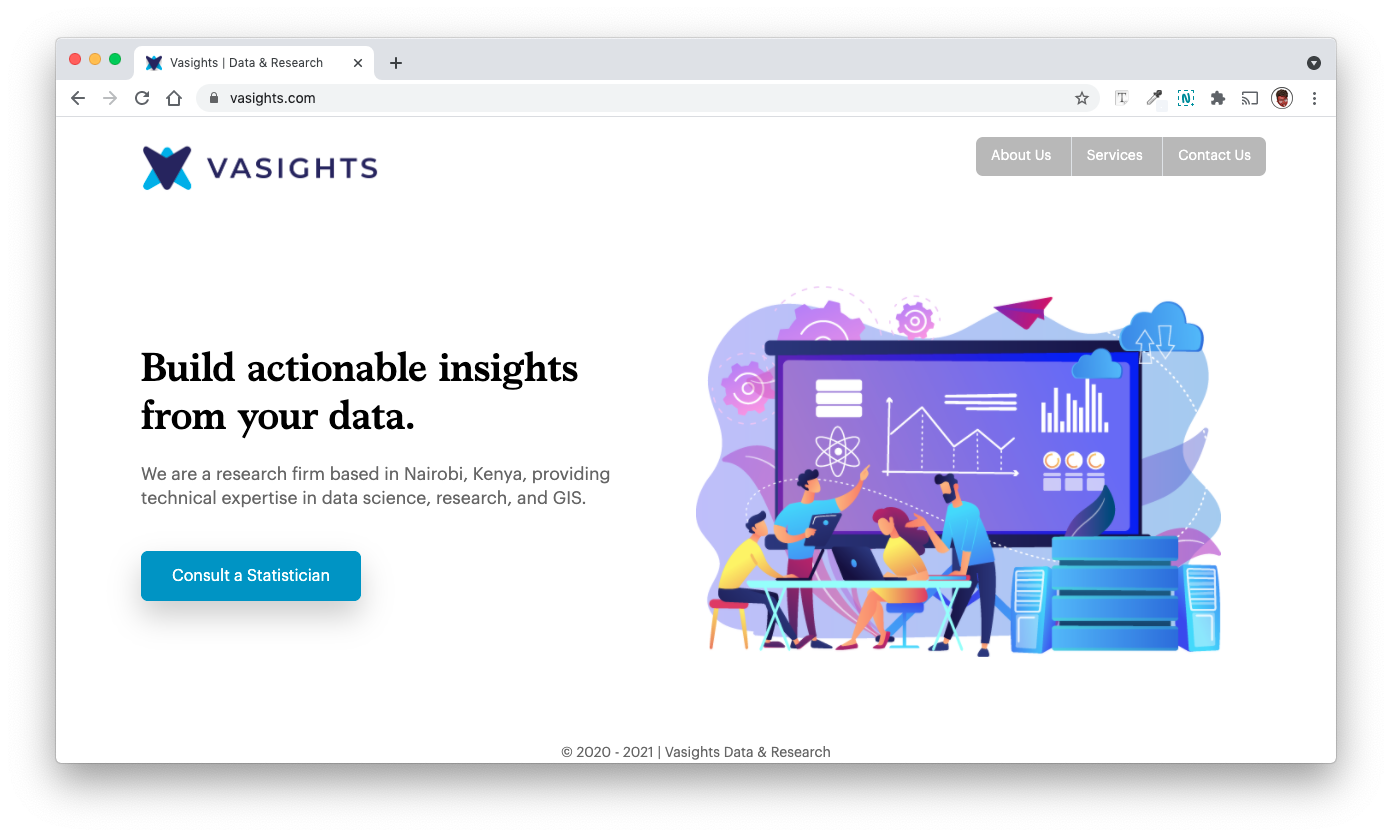 Vasights | Data & Research
vasights.com
VASIGHTS
About Us
Services
Contact Us
Build actionable insights
from your data.
We are a research firm based in Nairobi, Kenya, providing
technical expertise in data science, research, and GIS.
Consult a Statistician
© 2020 - 2021 | Vasights Data & Research